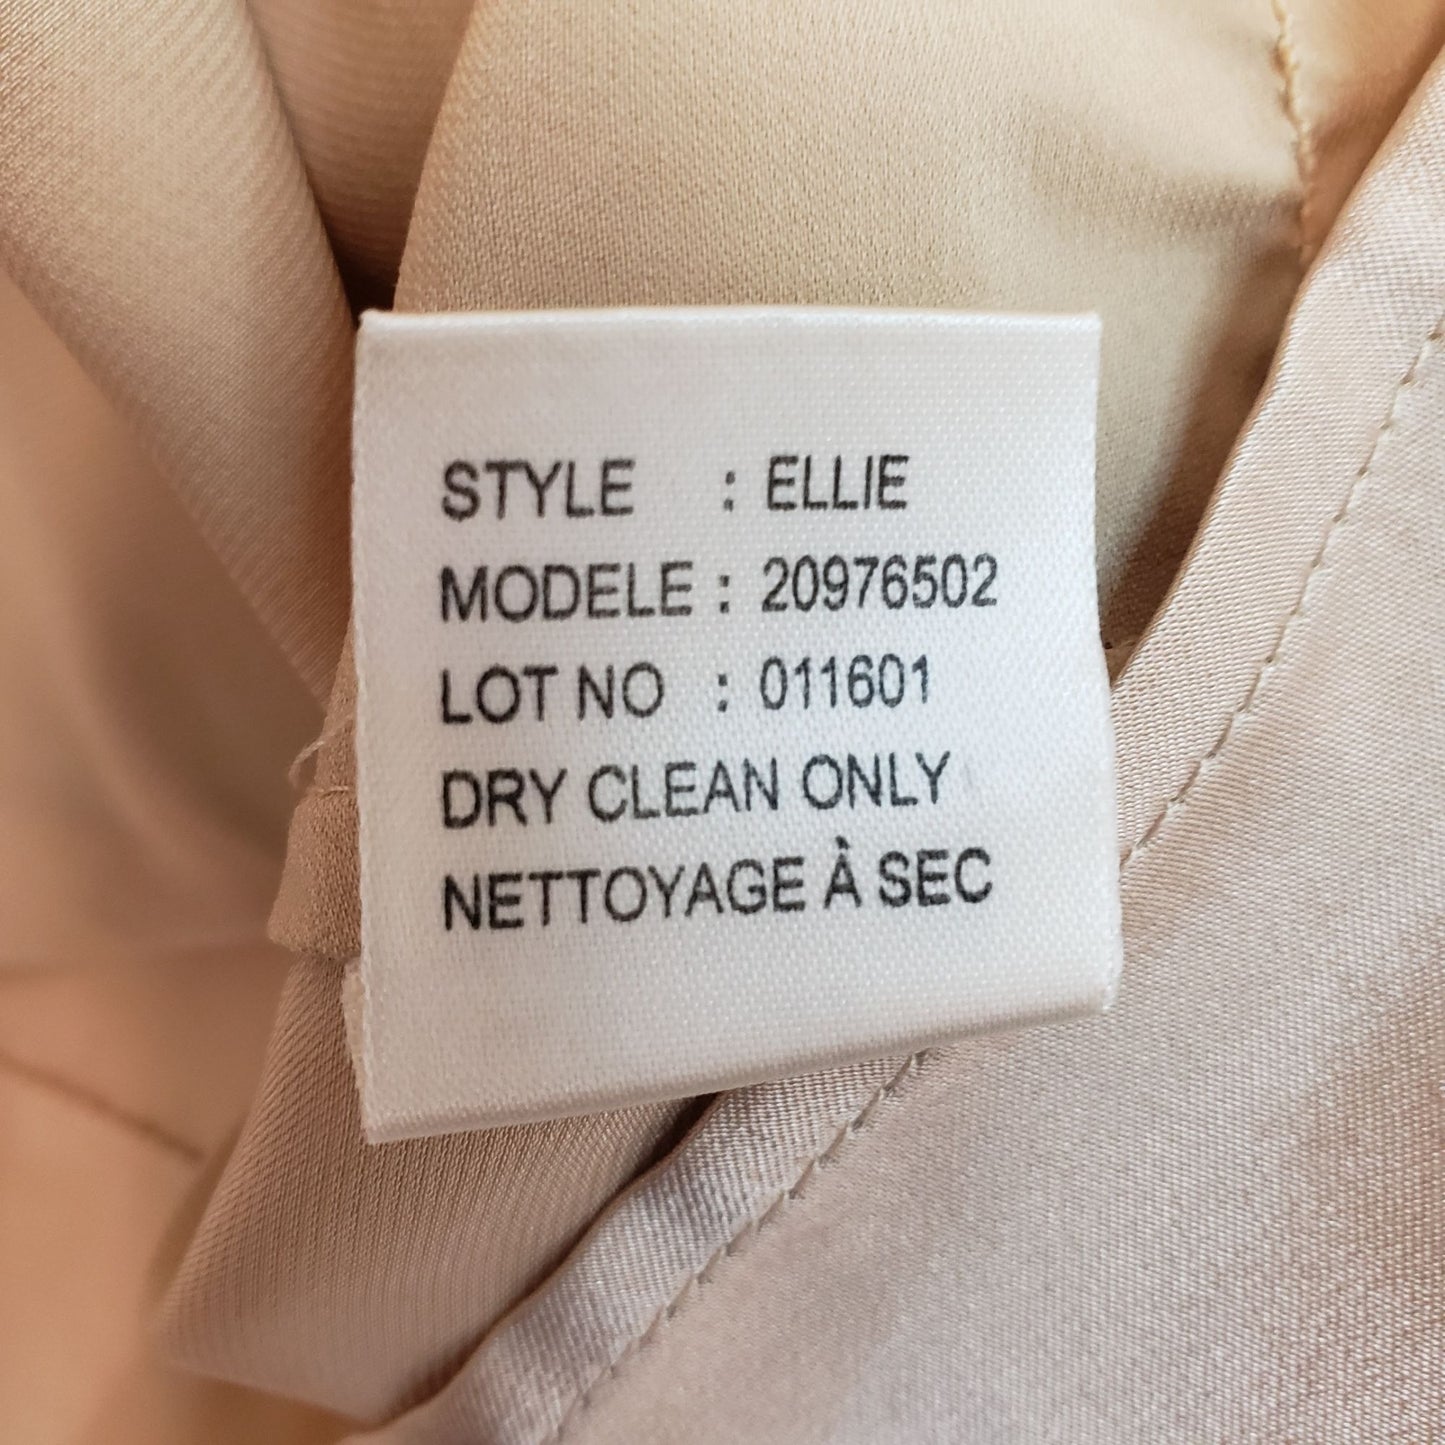 STYLE : ELLIE
MODELE : 20976502
LOT NO : 011601
DRY CLEAN ONLY
NETTOYAGE À SEC